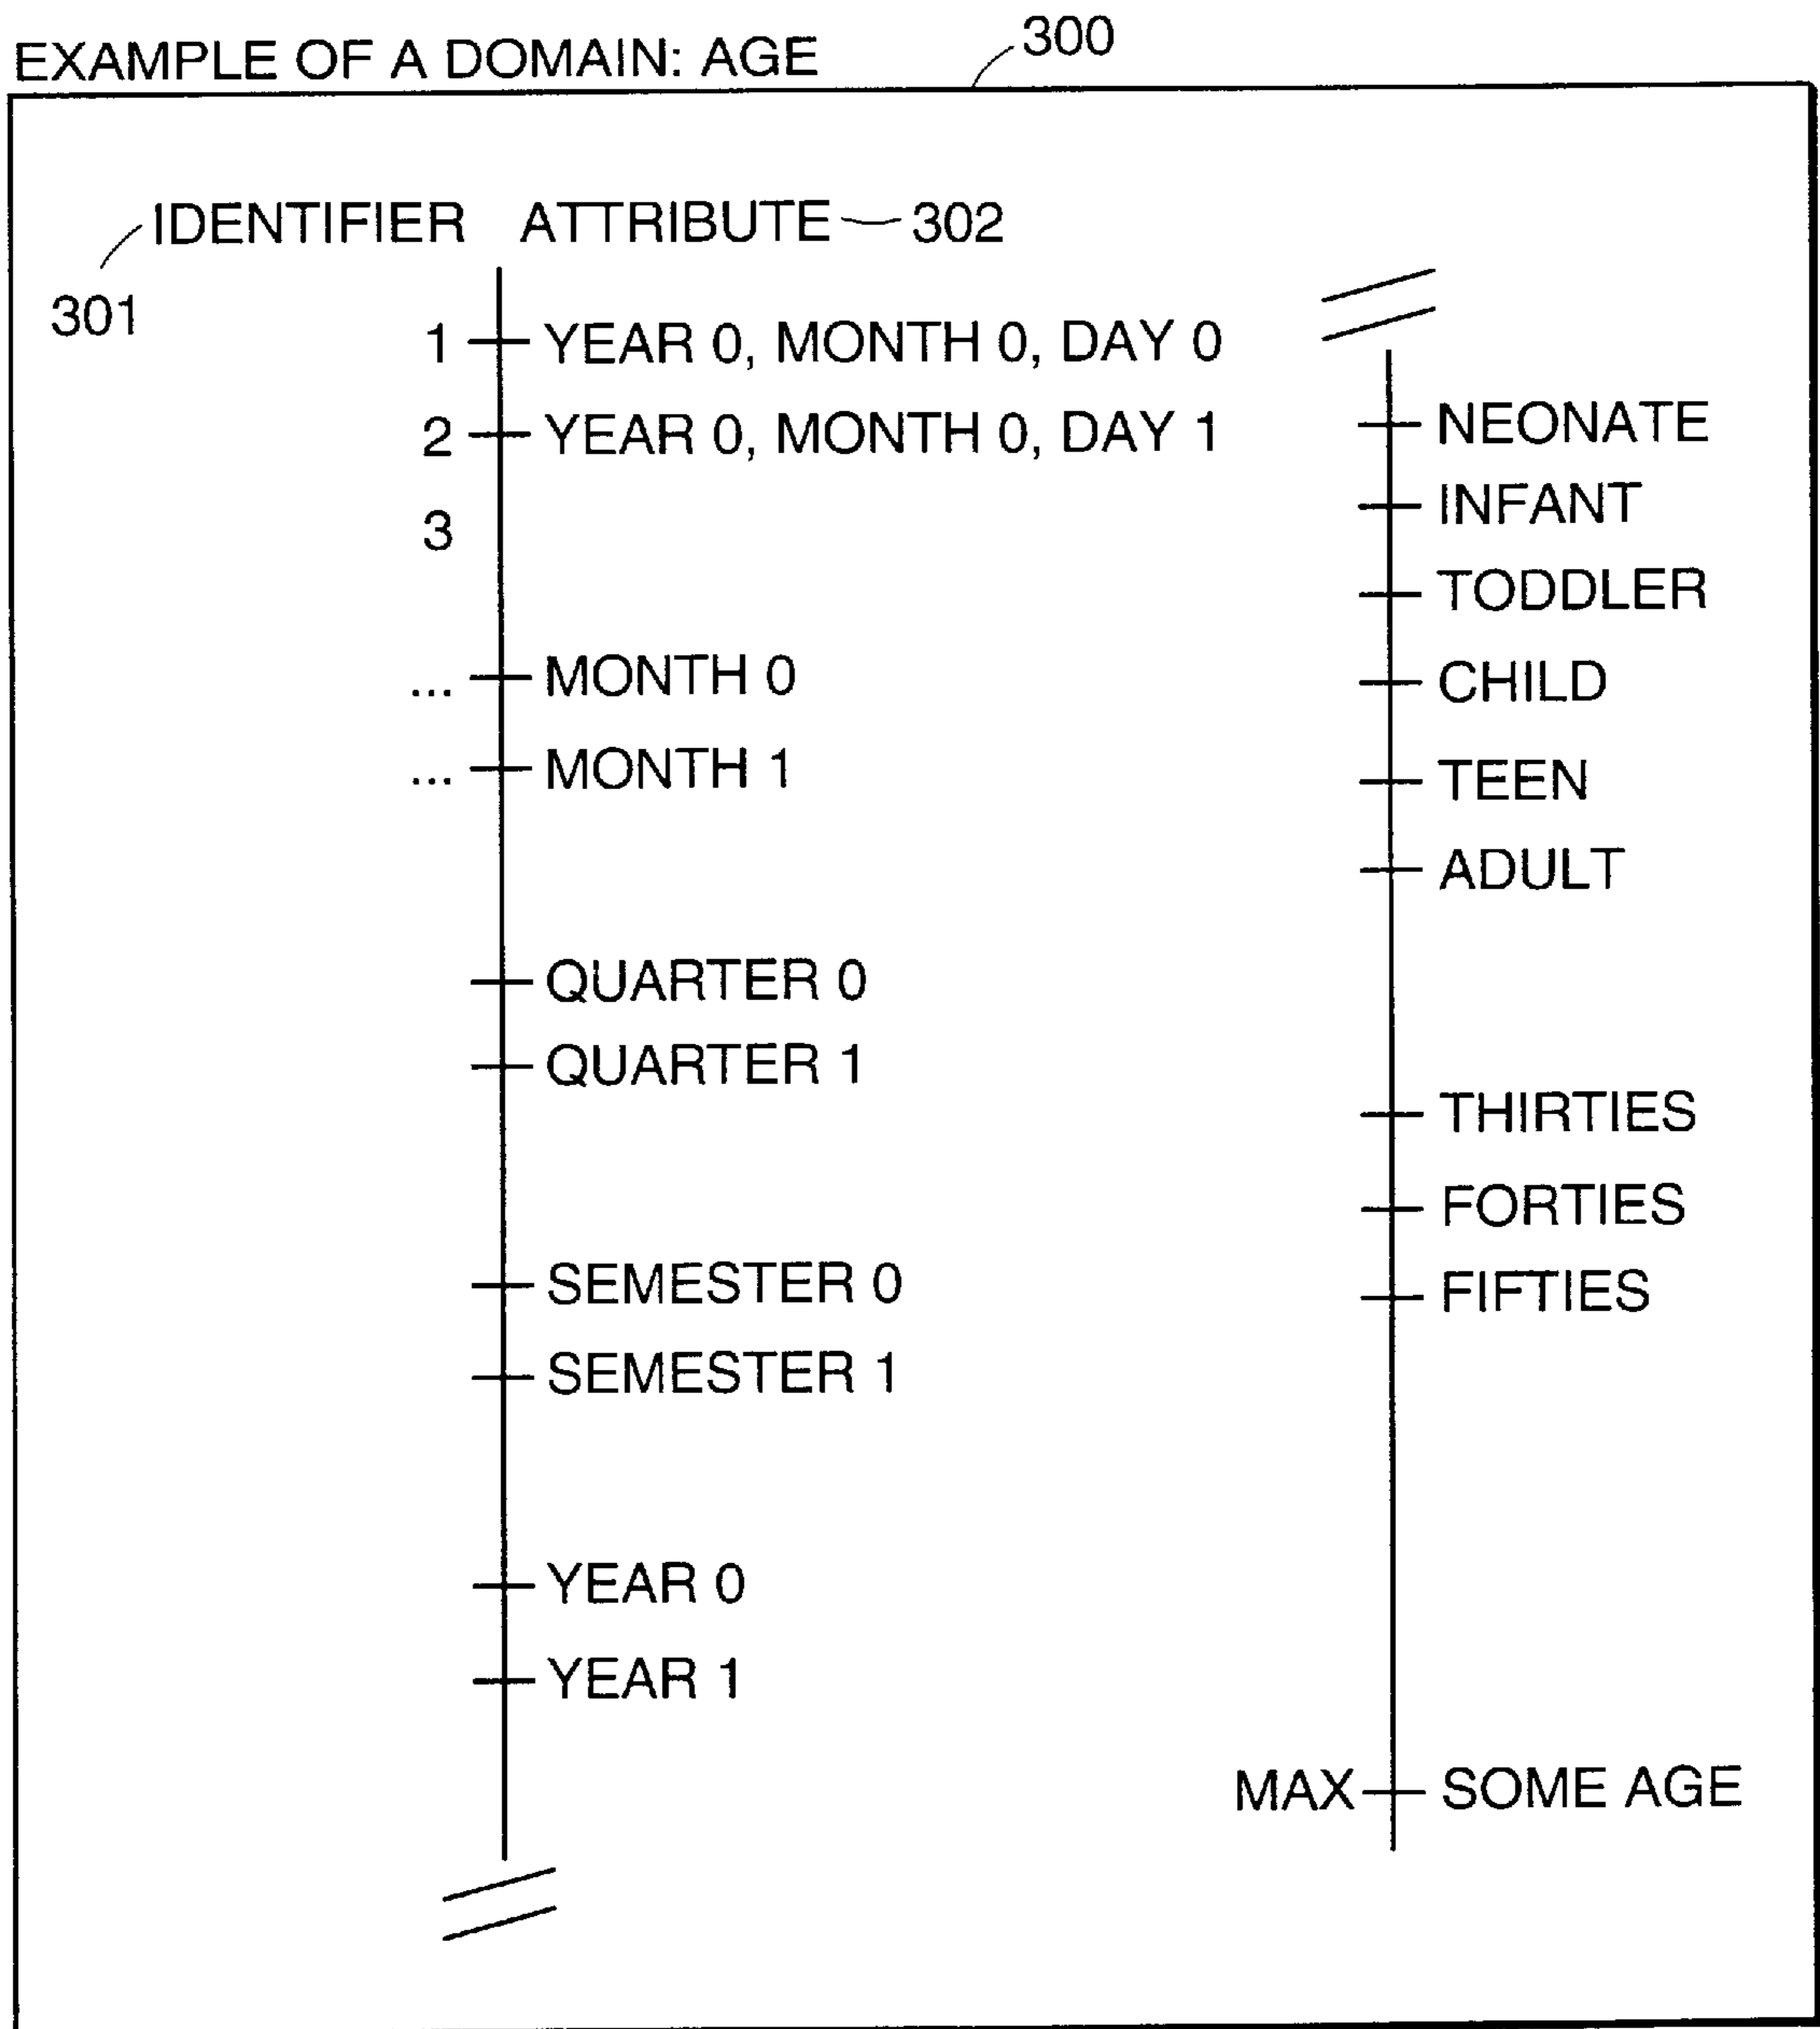 EXAMPLE OF A DOMAIN: AGE
300
IDENTIFIER ATTRIBUTE 302
301
1 YEAR 0, MONTH 0, DAY 0
2 YEAR 0, MONTH 0, DAY 1
3
... MONTH 0
... MONTH 1
QUARTER 0
QUARTER 1
SEMESTER 0
SEMESTER 1
YEAR 0
YEAR 1
NEONATE
INFANT
TODDLER
CHILD
TEEN
ADULT
THIRTIES
FORTIES
FIFTIES
MAX SOME AGE